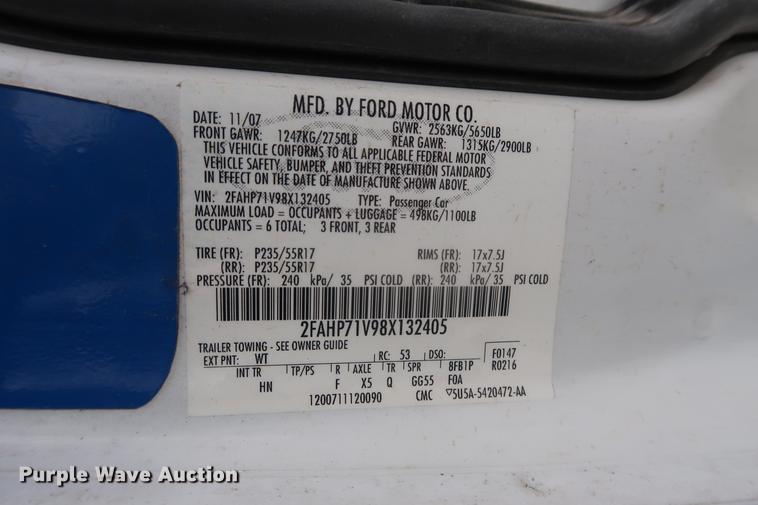 MFD. BY FORD MOTOR CO.
DATE: 11/07 GVWR: 2563KG/5650LB
FRONT GAWR: 1247KG/2750LB REAR GAWR: 1315KG/2900LB
THIS VEHICLE CONFORMS TO ALL APPLICABLE FEDERAL MOTOR
VEHICLE SAFETY, BUMPER, AND THEFT PREVENTION STANDARDS
IN EFFECT ON THE DATE OF MANUFACTURE SHOWN ABOVE.
VIN: 2FAHP71V98X132405 TYPE: Passenger Car
MAXIMUM LOAD = OCCUPANTS + LUGGAGE = 498KG/1100LB
OCCUPANTS = 6 TOTAL; 3 FRONT, 3 REAR
TIRE (FR): P235/55R17 RIMS (FR): 17x7.5J
(RR): P235/55R17 (RR): 17x7.5J
PRESSURE (FR): 240 kPa/ 35 PSI COLD (RR): 240 kPa/ 35 PSI COLD
2FAHP71V98X132405
TRAILER TOWING - SEE OWNER GUIDE
EXT PNT: WT RC: 53 DSO: F0147
INT TR TP/PS R AXLE TR SPR 8FB1P R0216
HN F X5 Q GG55 FOA
1200711120090 CMC ▽5U5A-5420472-AA
Purple Wave Auction